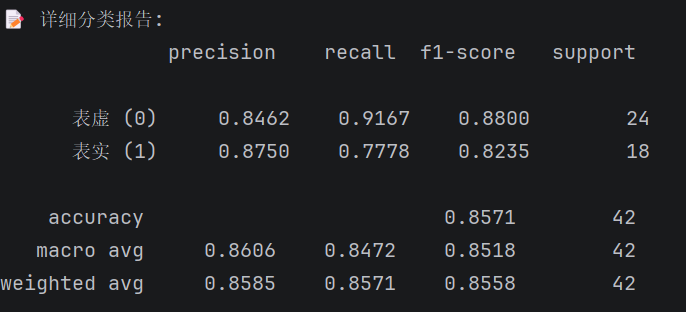 📝 详细分类报告:
precision recall f1-score support
表虚 (0) 0.8462 0.9167 0.8800 24
表实 (1) 0.8750 0.7778 0.8235 18
accuracy 0.8571 42
macro avg 0.8606 0.8472 0.8518 42
weighted avg 0.8585 0.8571 0.8558 42